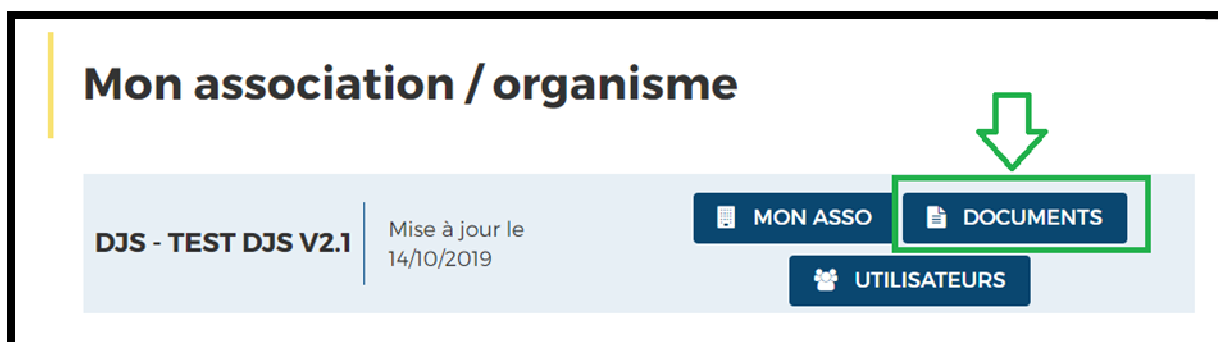 Mon association / organisme
DJS - TEST DJS V2.1
Mise à jour le
14/10/2019
MON ASSO
DOCUMENTS
UTILISATEURS